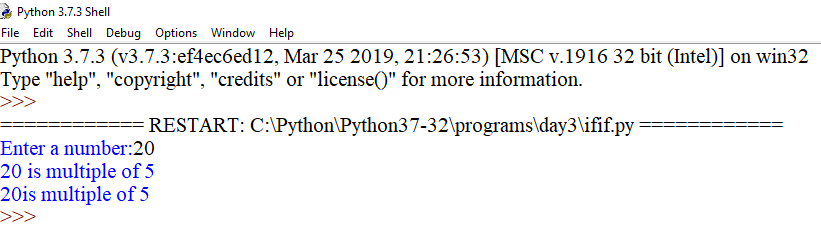 Python 3.7.3 Shell
File Edit Shell Debug Options Window Help
Python 3.7.3 (v3.7.3:ef4ec6ed12, Mar 25 2019, 21:26:53) [MSC v.1916 32 bit (Intel)] on win32
Type "help", "copyright", "credits" or "license()" for more information.
>>>
============ RESTART: C:\Python\Python37-32\programs\day3\ifif.py ============
Enter a number:20
20 is multiple of 5
20is multiple of 5
>>>